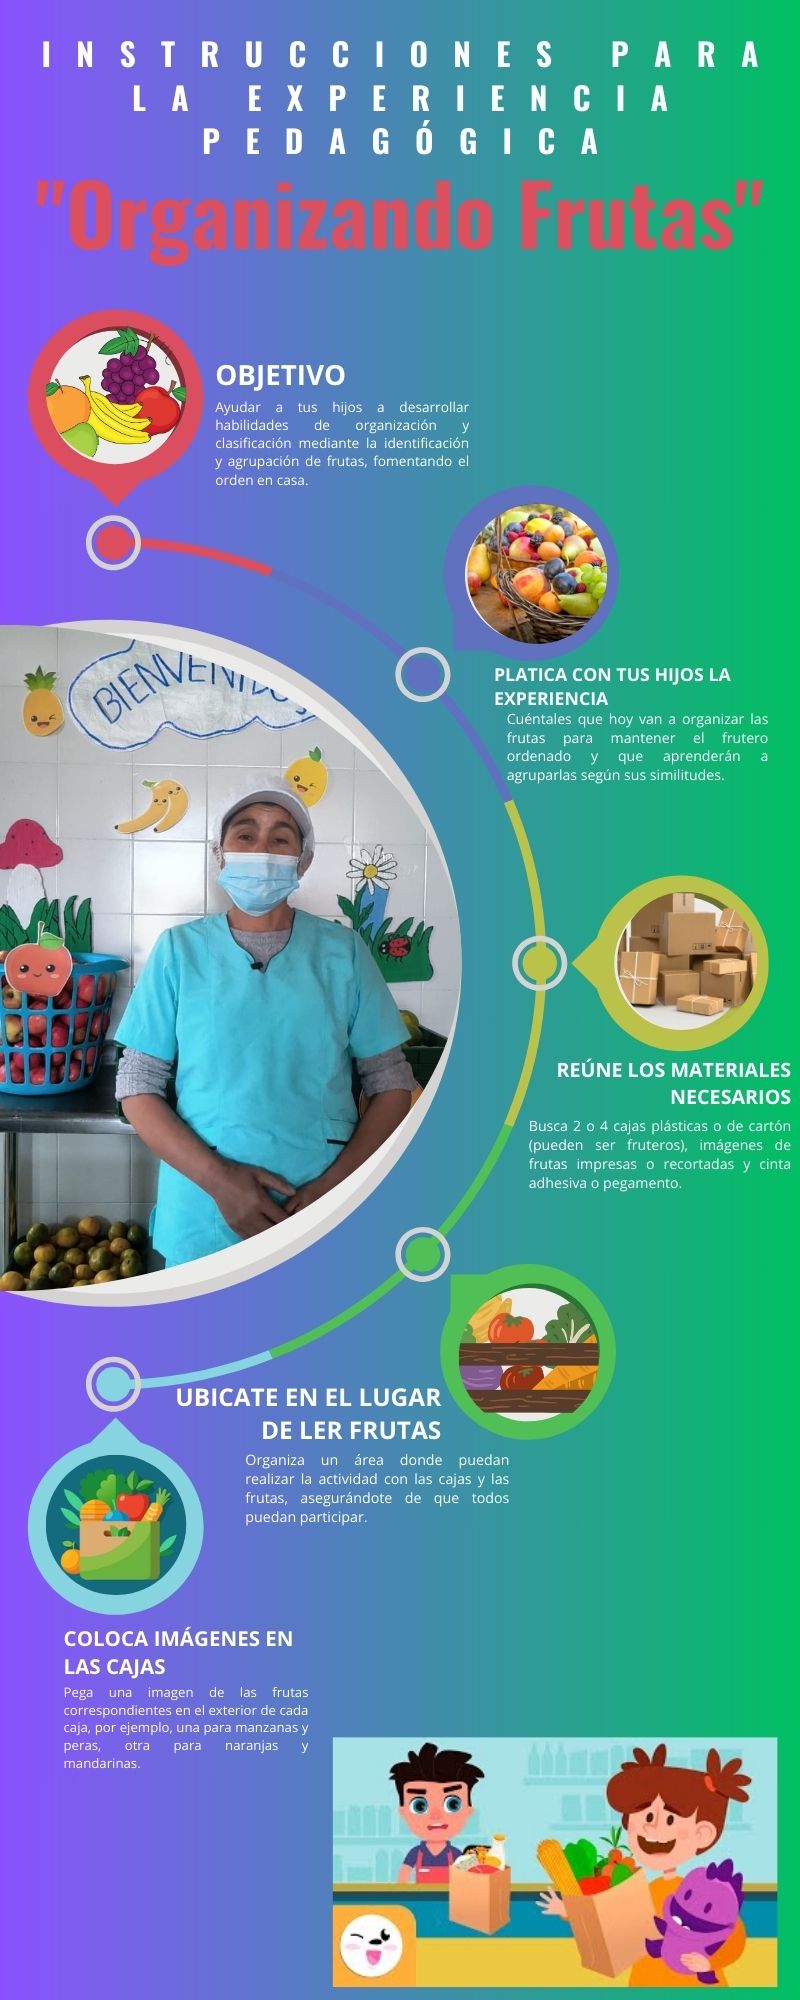 INSTRUCCIONES PARA
LA EXPERIENCIA
PEDAGÓGICA
"Organizando Frutas"
OBJETIVO
Ayudar a tus hijos a desarrollar
habilidades de organización y
clasificación mediante la identificación
y agrupación de frutas, fomentando el
orden en casa.
PLATICA CON TUS HIJOS LA
EXPERIENCIA
Cuéntales que hoy van a organizar las
frutas para mantener el frutero
ordenado y que aprenderán a
agruparlas según sus similitudes.
BIENVENIDOS
REÚNE LOS MATERIALES
NECESARIOS
Busca 2 o 4 cajas plásticas o de cartón
(pueden ser fruteros), imágenes de
frutas impresas o recortadas y cinta
adhesiva o pegamento.
UBICATE EN EL LUGAR
DE LER FRUTAS
Organiza un área donde puedan
realizar la actividad con las cajas y las
frutas, asegurándote de que todos
puedan participar.
COLOCA IMÁGENES EN
LAS CAJAS
Pega una imagen de las frutas
correspondientes en el exterior de cada
caja, por ejemplo, una para manzanas y
peras, otra para naranjas y
mandarinas.